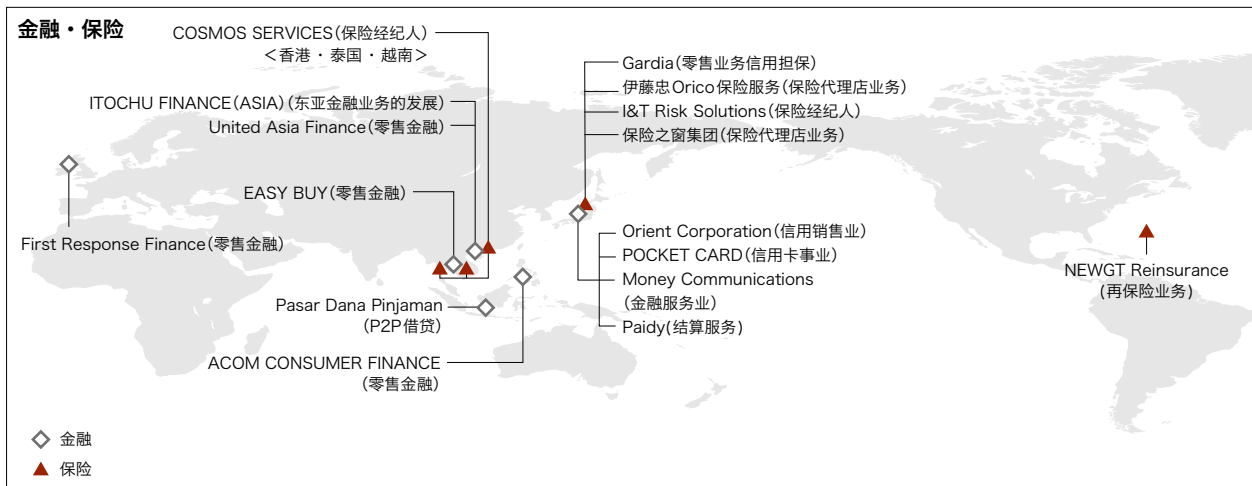 金融・保险
COSMOS SERVICES(保险经纪人)
＜香港・泰国・越南＞
ITOCHU FINANCE(ASIA)(东亚金融业务的发展)
United Asia Finance(零售金融)
EASY BUY(零售金融)
First Response Finance(零售金融)
Pasar Dana Pinjaman
(P2P借贷)
ACOM CONSUMER FINANCE
(零售金融)
Gardia(零售业务信用担保)
伊藤忠Orico保险服务(保险代理店业务)
I&T Risk Solutions(保险经纪人)
保险之窗集团(保险代理店业务)
Orient Corporation(信用销售业)
POCKET CARD(信用卡事业)
Money Communications
(金融服务业)
Paidy(结算服务)
NEWGT Reinsurance
(再保险业务)
金融
保险